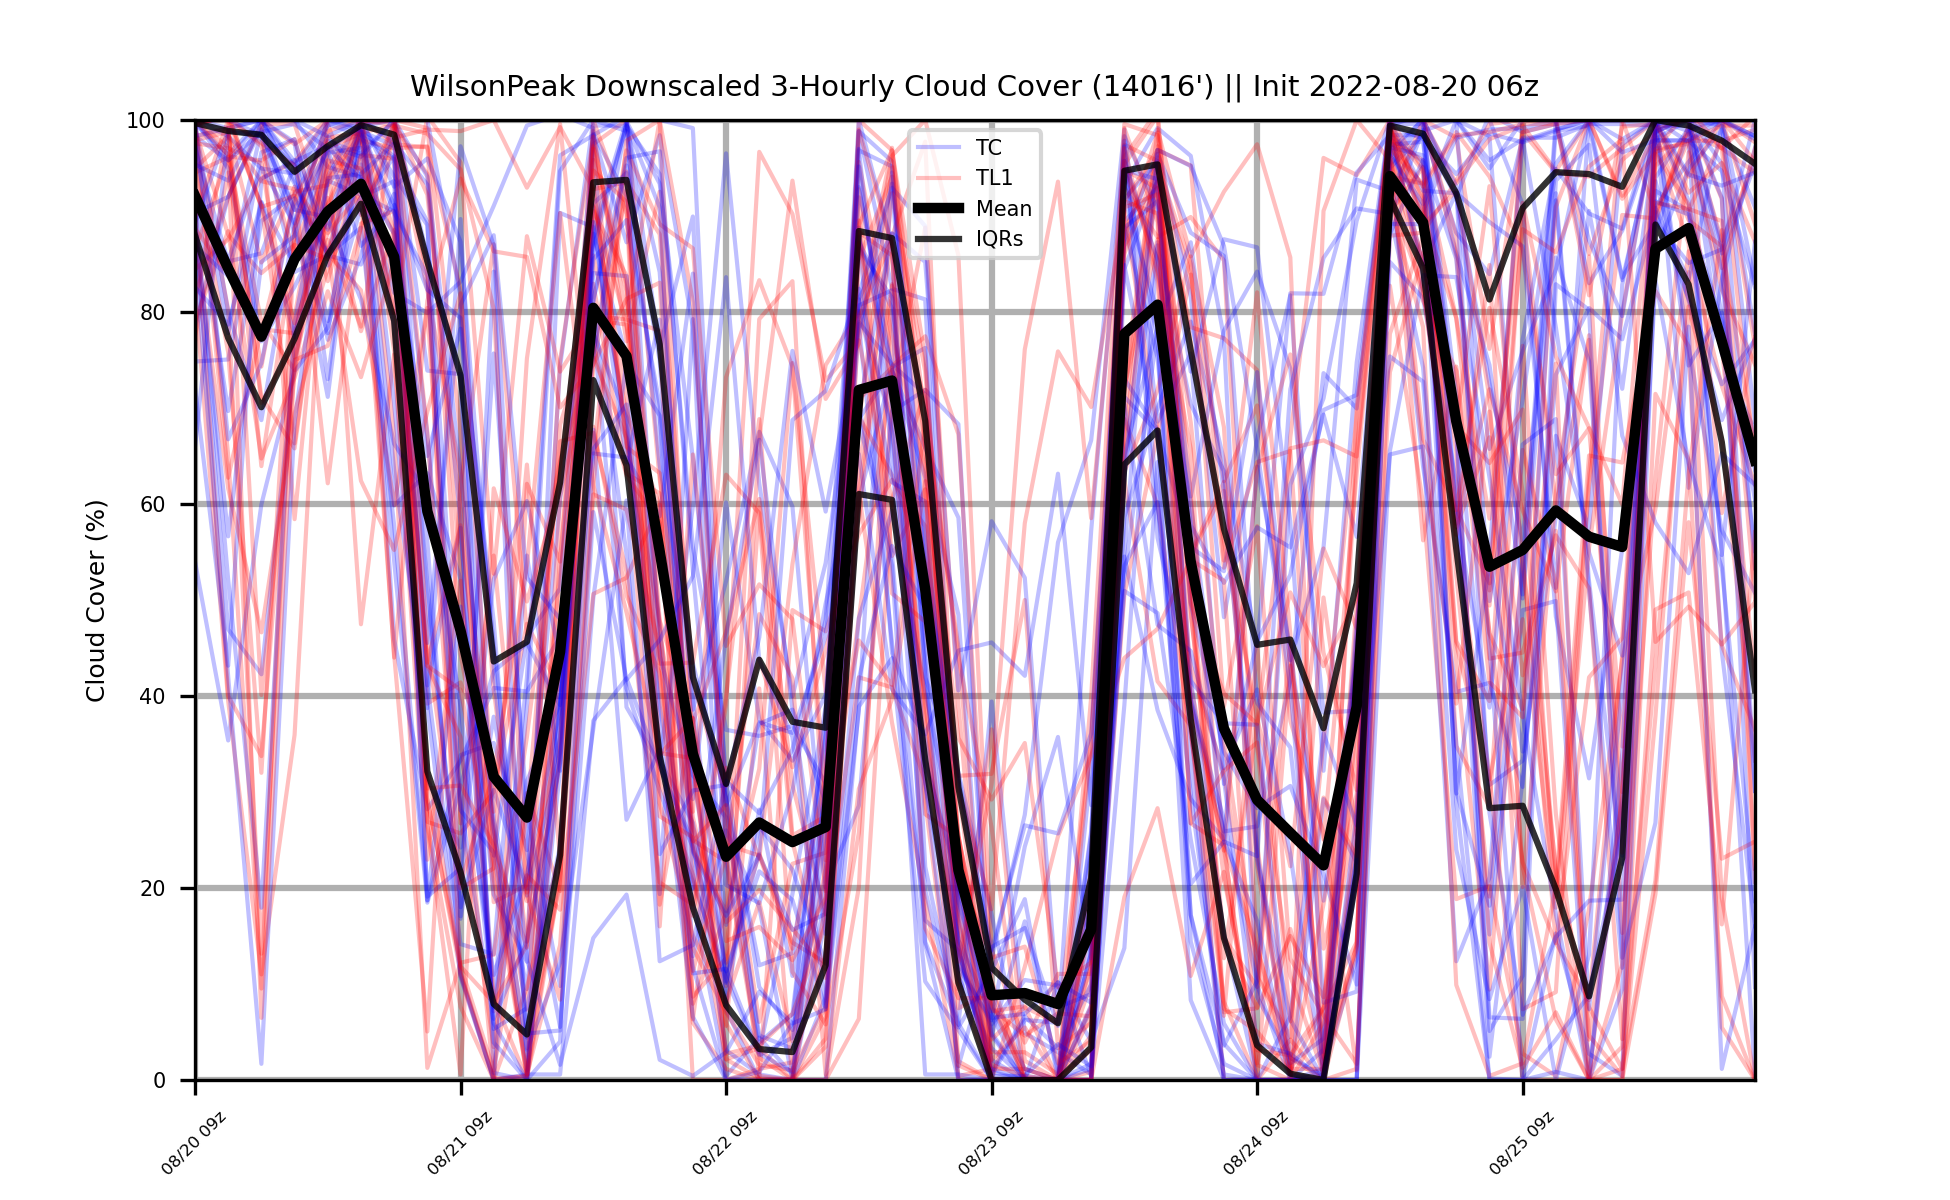 WilsonPeak Downscaled 3-Hourly Cloud Cover (14016') || Init 2022-08-20 06z
100
80
60
40
20
0
Cloud Cover (%)
TC
TL1
Mean
IQRs
08/20 09z
08/21 09z
08/22 09z
08/23 09z
08/24 09z
08/25 09z